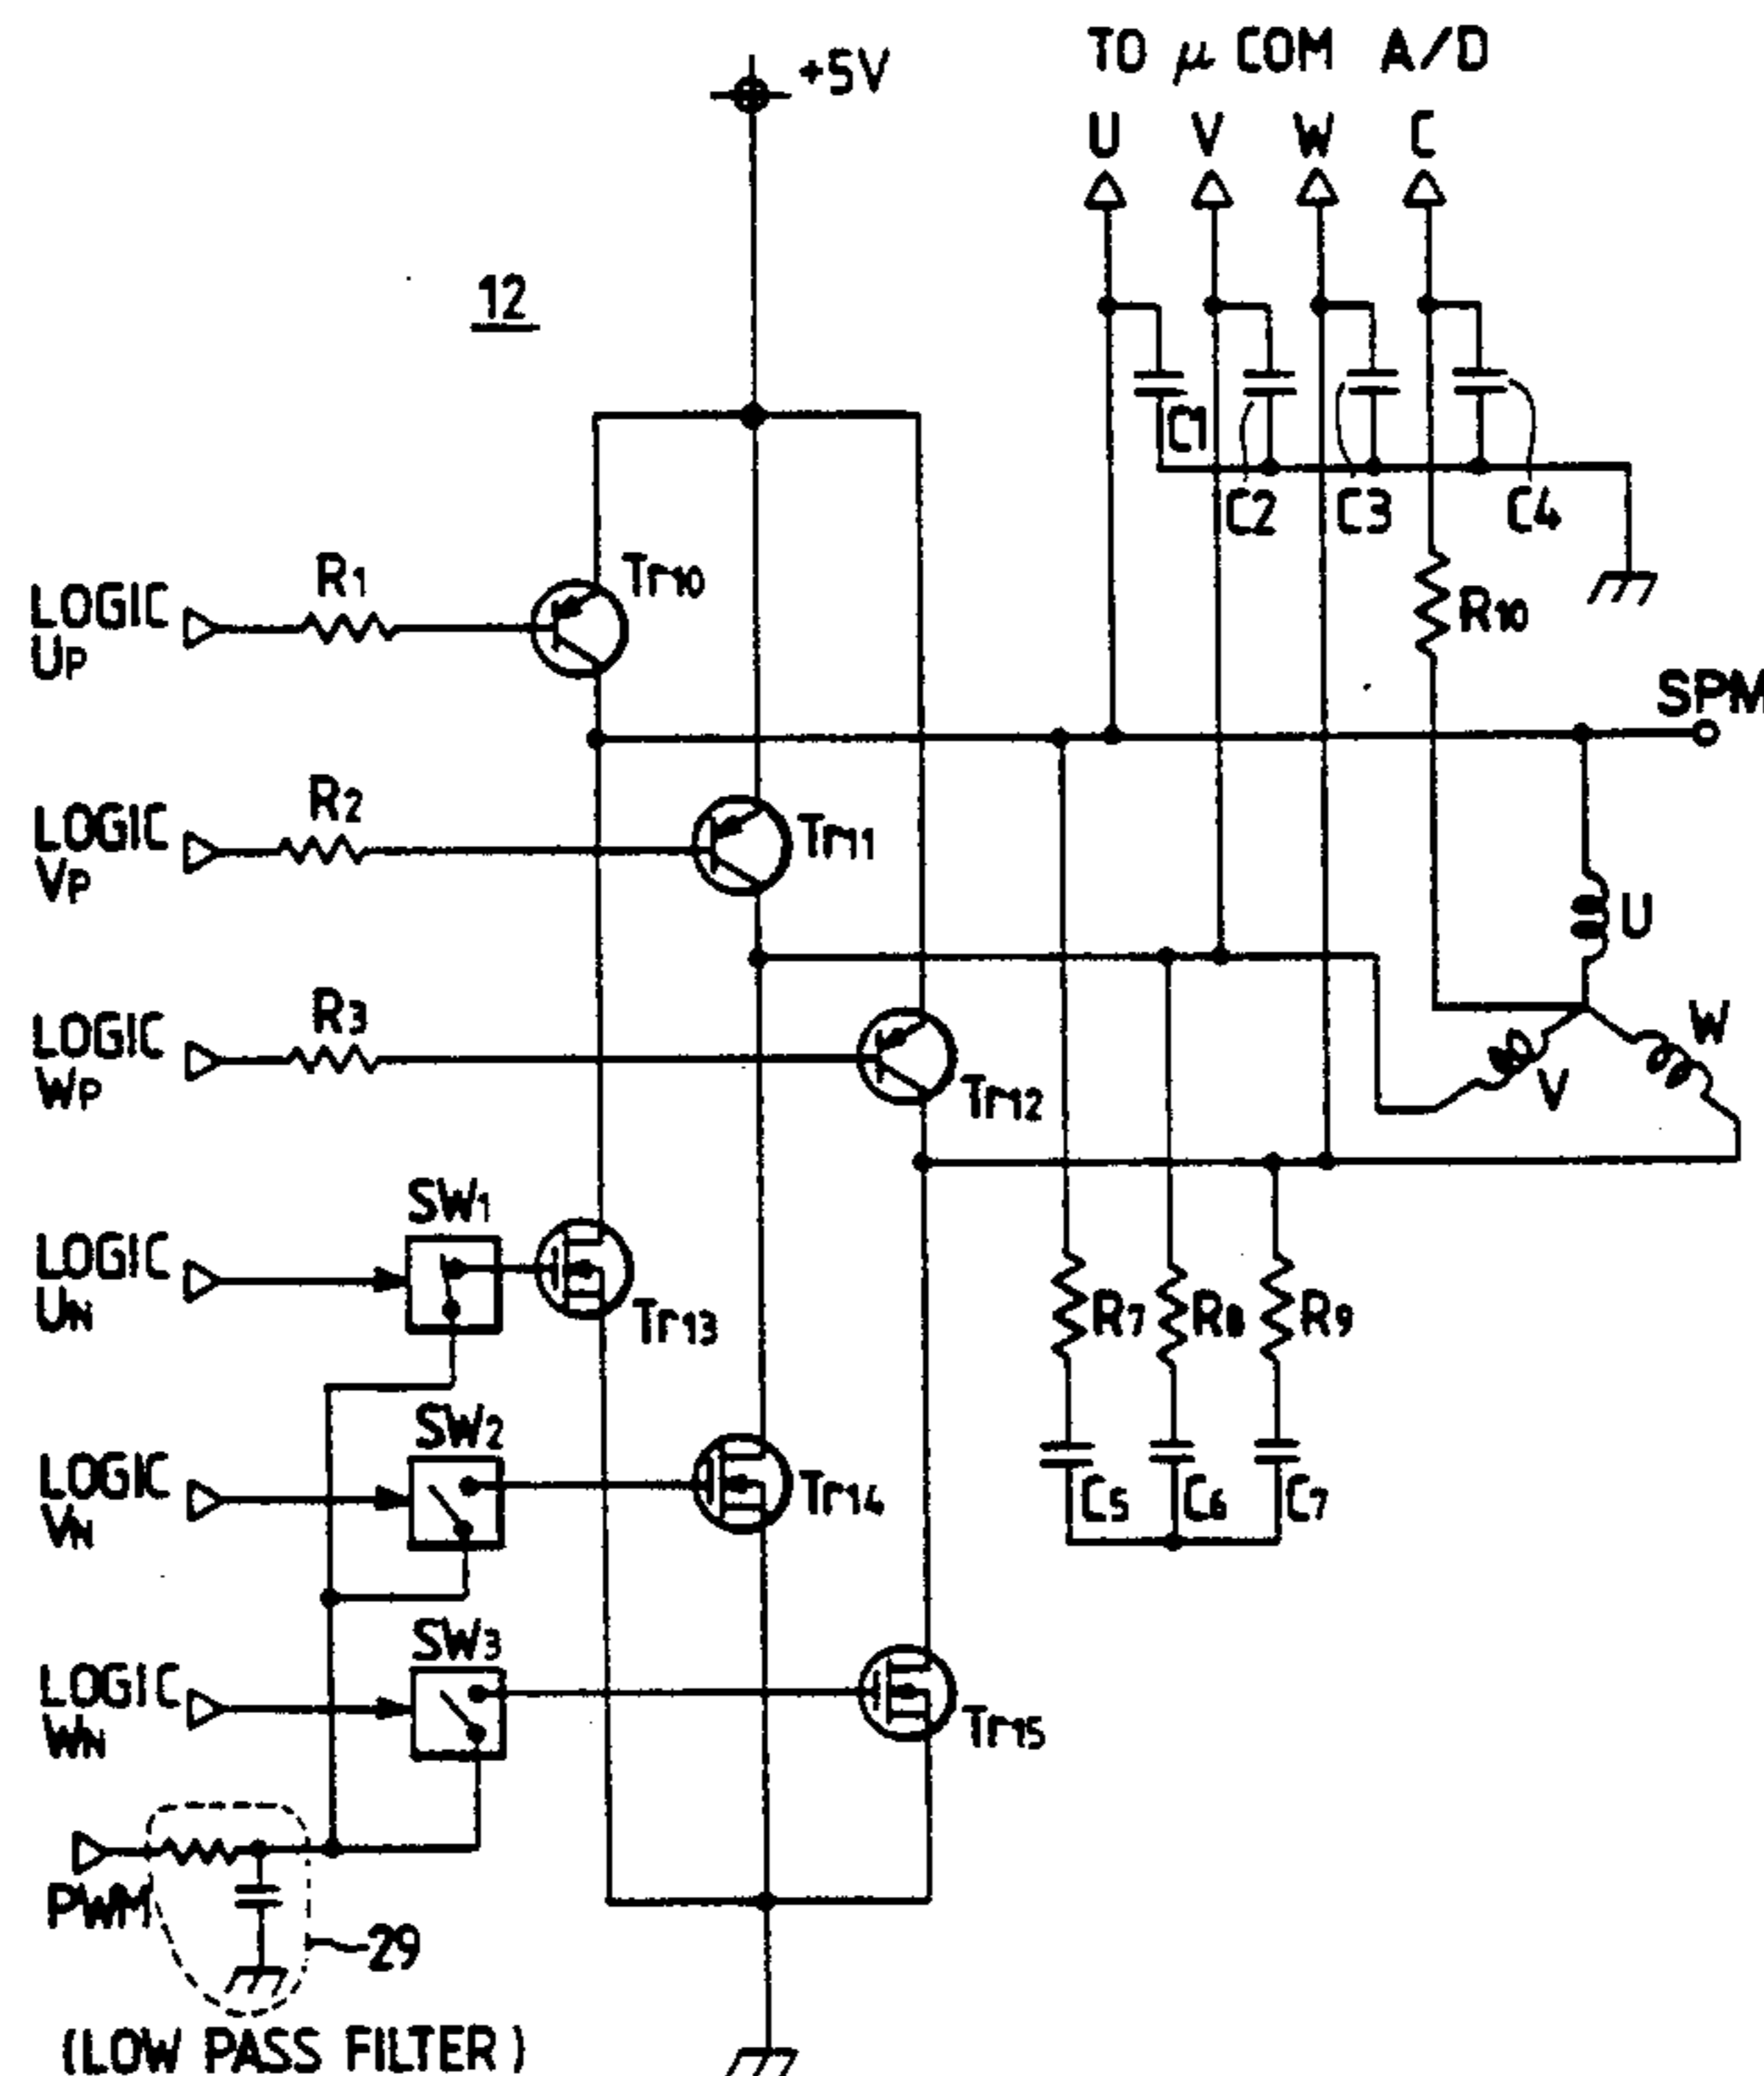 +5V
TO μ COM A/D
U V W C
12
C1
C2 C3 C4
LOGIC
UP
R1
Tr10
R10
SPM
LOGIC
VP
R2
Tr11
U
LOGIC
WP
R3
Tr12
V
W
LOGIC
UN
SW1
Tr13
R7 R8 R9
LOGIC
VN
SW2
Tr14
C5 C6 C7
LOGIC
WN
SW3
Tr15
PWM
29
(LOW PASS FILTER)